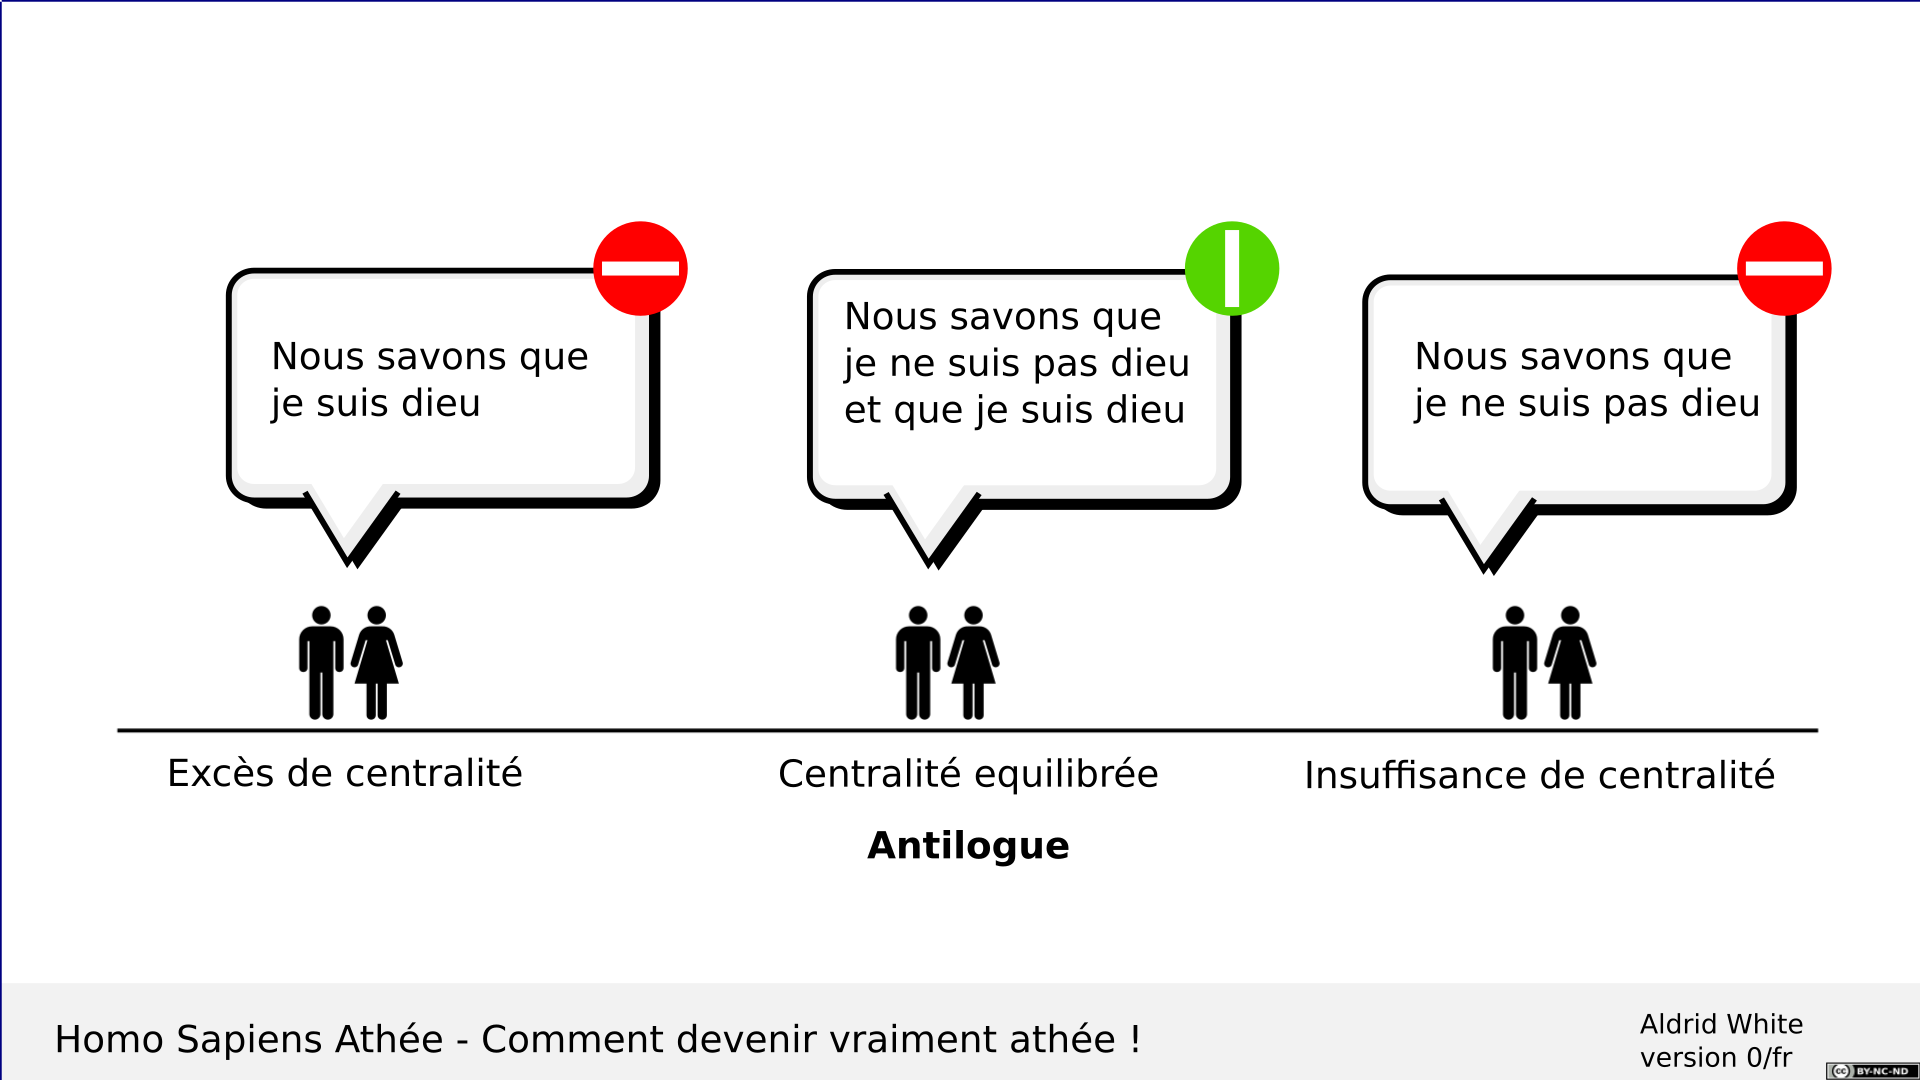 Nous savons que
je suis dieu
Nous savons que
je ne suis pas dieu
et que je suis dieu
Nous savons que
je ne suis pas dieu
Excès de centralité
Centralité equilibrée
Insuffisance de centralité
Antilogue
Homo Sapiens Athée - Comment devenir vraiment athée !
Aldrid White
version 0/fr
cc BY-NC-ND